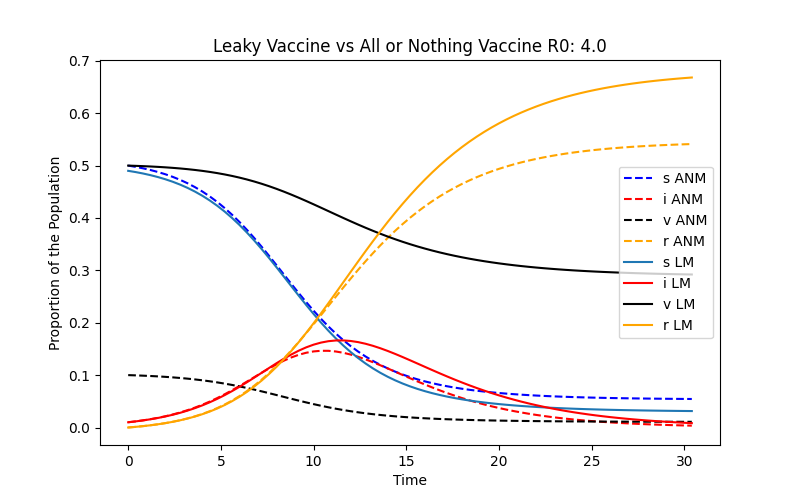 Leaky Vaccine vs All or Nothing Vaccine R0: 4.0
Proportion of the Population
0.7
0.6
0.5
0.4
0.3
0.2
0.1
0.0
s ANM
i ANM
v ANM
r ANM
s LM
i LM
v LM
r LM
0 5 10 15 20 25 30
Time